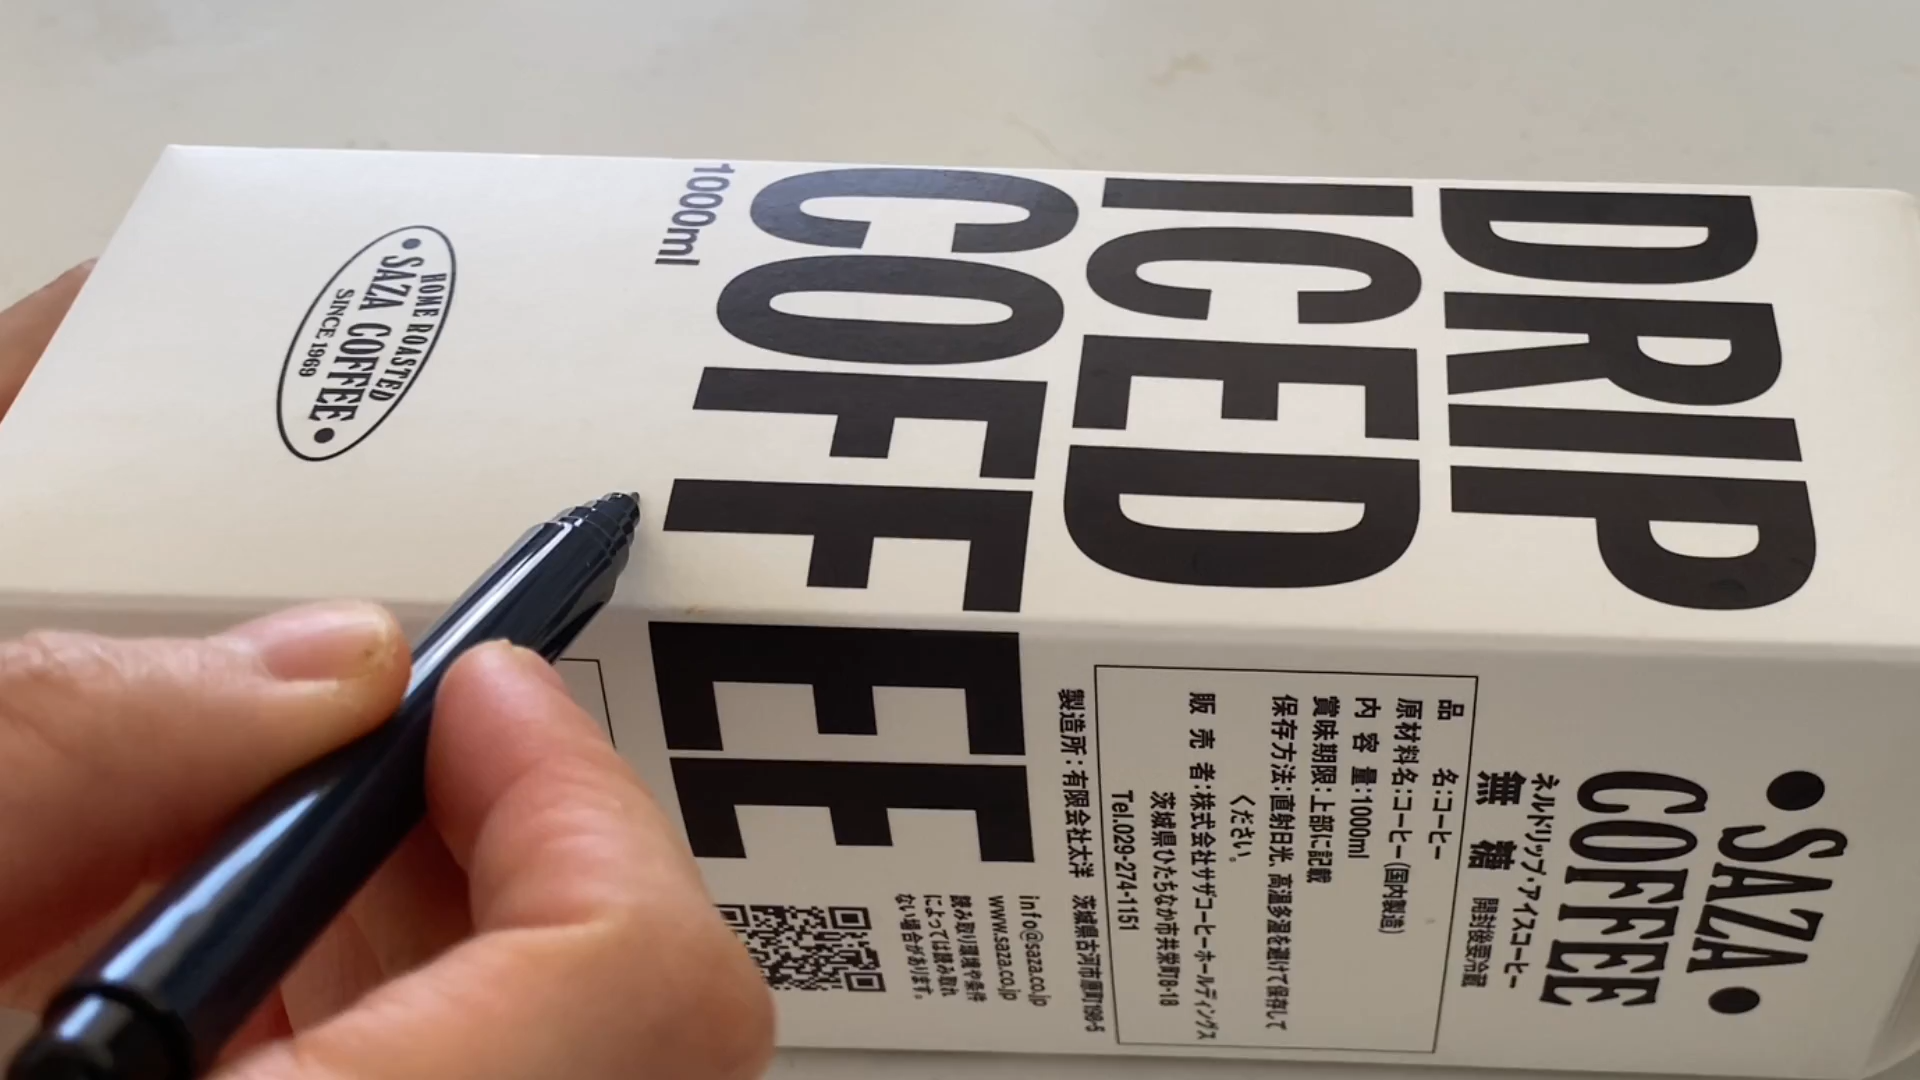 DRIP
ICED
COFFEE
1000ml
HOME ROASTED
SAZA COFFEE
SINCE 1969
SAZA
COFFEE
ネルドリップ・アイスコーヒー
無糖 開封後要冷蔵
品名:コーヒー
原材料名:コーヒー(国内製造)
内容量:1000ml
賞味期限:上部に記載
保存方法:直射日光、高温多湿を避けて保存して
ください。
販売者:株式会社サザコーヒーホールディングス
茨城県ひたちなか市共栄町8-18
Tel.029-274-1151
製造所:有限会社太洋 茨城県古河市原町198-5
info@saza.co.jp
www.saza.co.jp
読み取り環境や条件
によっては読み取れ
ない場合があります。